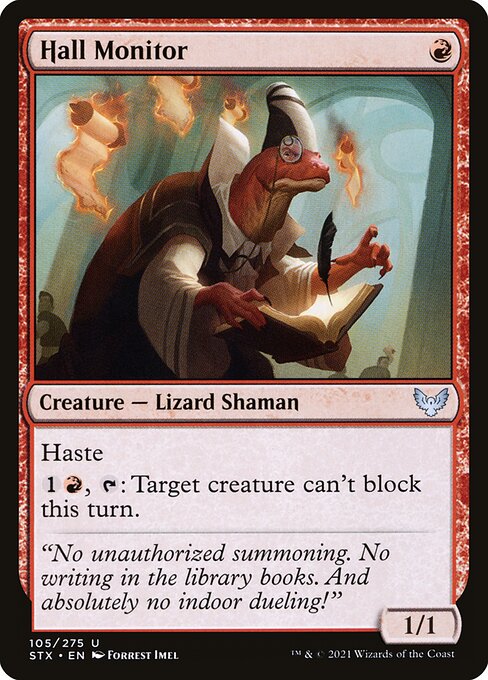 Hall Monitor
Creature — Lizard Shaman
Haste
1 R, T: Target creature can't block
this turn.
“No unauthorized summoning. No
writing in the library books. And
absolutely no indoor dueling!”
1/1
105/275 U
STX • EN Forrest Imel
™ & © 2021 Wizards of the Coast